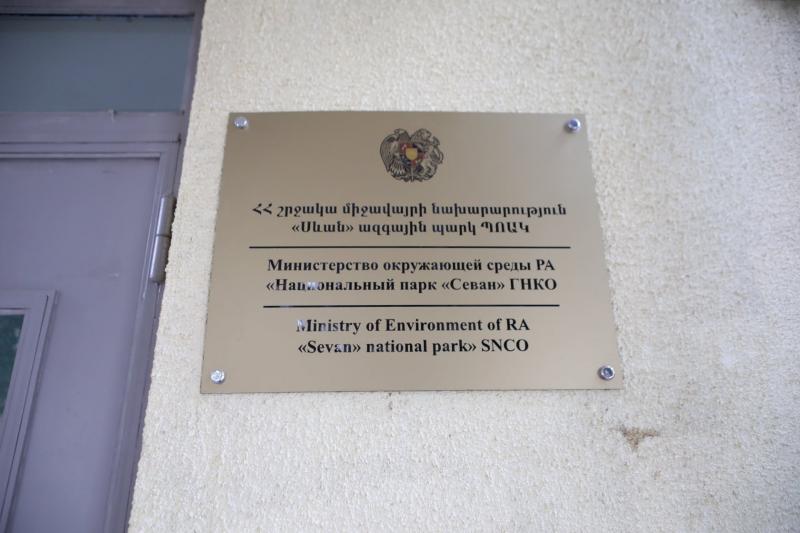 ՀՀ շրջակա միջավայրի նախարարություն
«Սևան» ազգային պարկ ՊՈԱԿ
Министерство окружающей среды РА
«Национальный парк «Севан» ГНКО
Ministry of Environment of RA
«Sevan» national park» SNCO